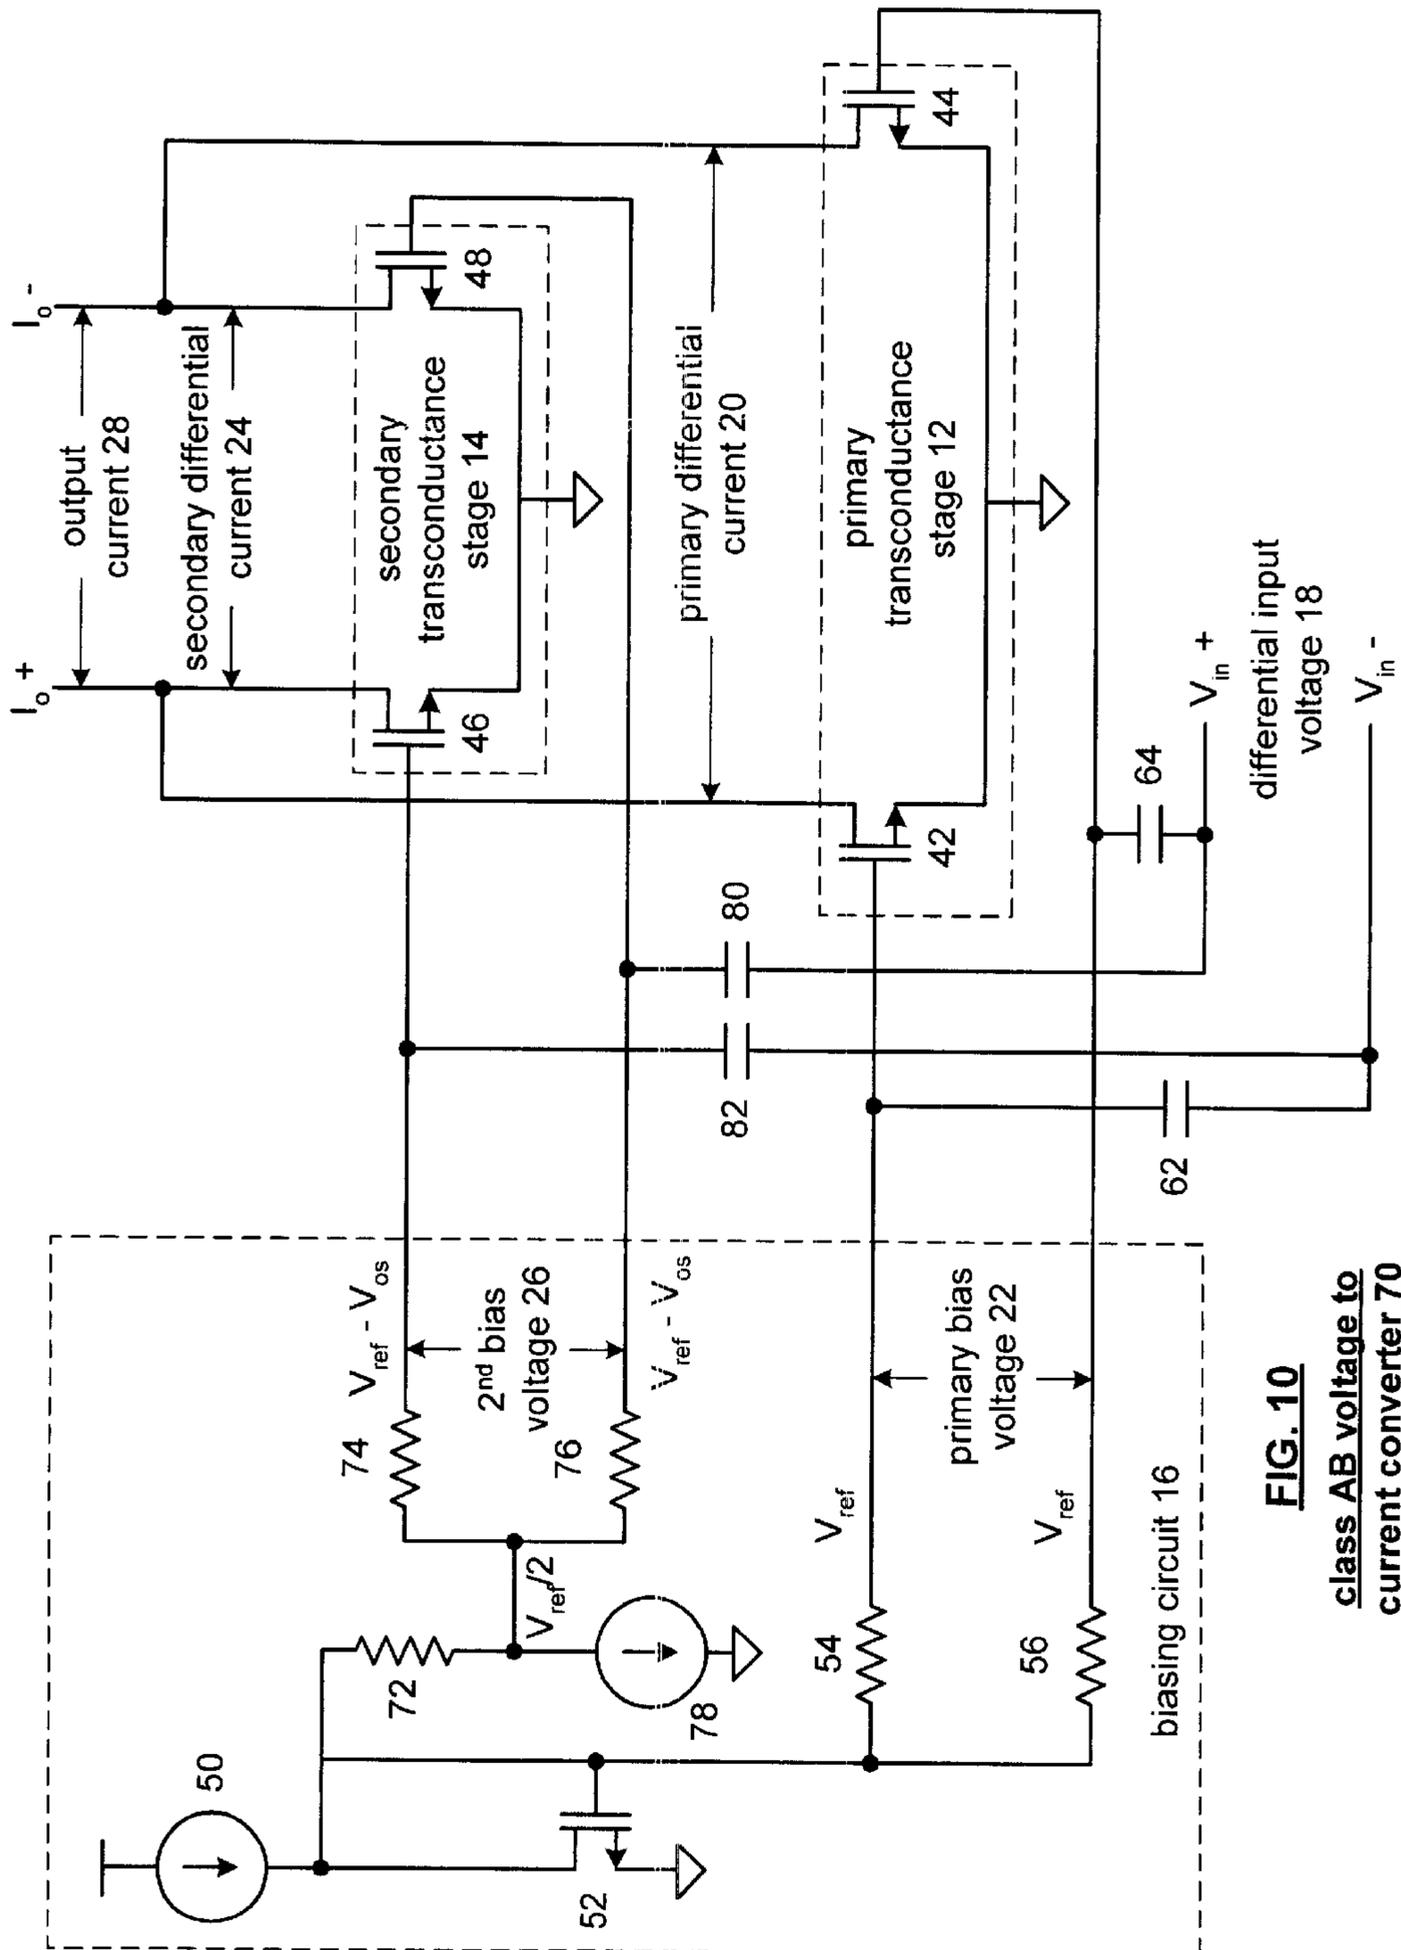 I₀ +
I₀ -
output
current 28
secondary differential
current 24
46
48
secondary
transconductance
stage 14
primary differential
current 20
42
44
primary
transconductance
stage 12
50
52
72
V_ref/2
78
74
76
V_ref - V_os
2nd bias
voltage 26
V_ref - V_os
54
56
V_ref
primary bias
voltage 22
V_ref
biasing circuit 16
82
80
62
64
V_in +
differential input
voltage 18
V_in -
FIG. 10
class AB voltage to
current converter 70